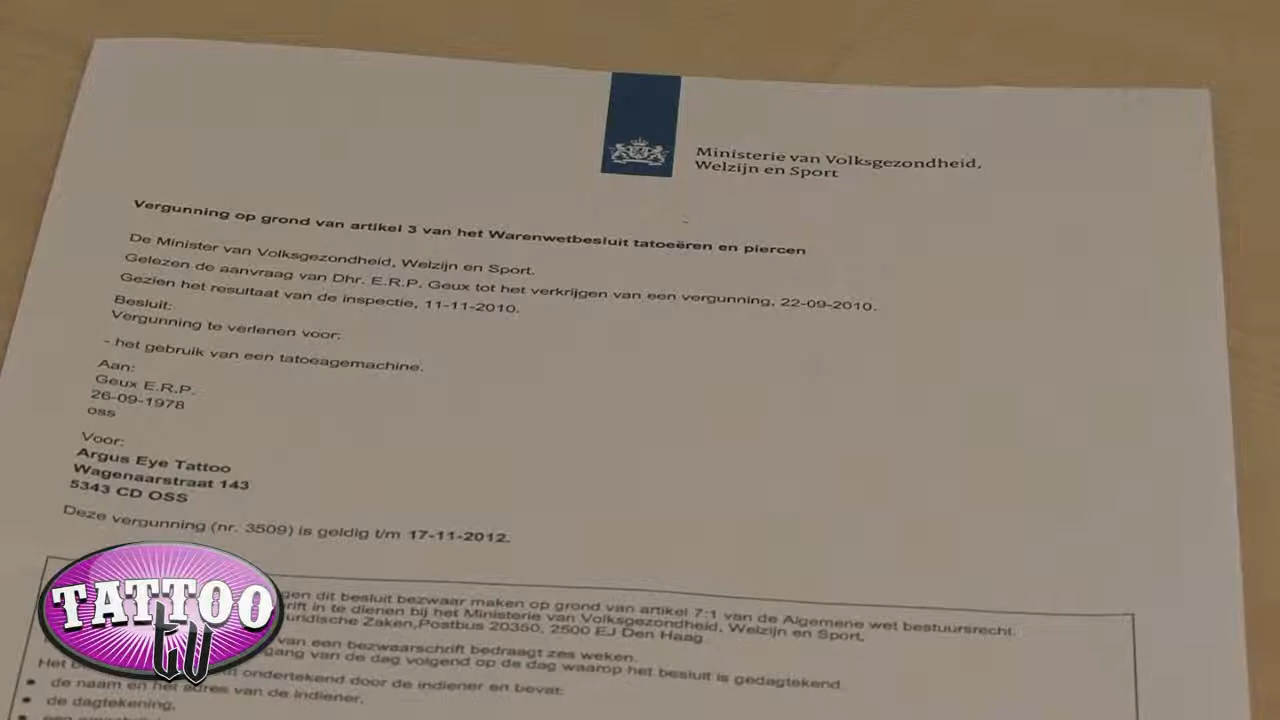 Ministerie van Volksgezondheid,
Welzijn en Sport
Vergunning op grond van artikel 3 van het Warenwetbesluit tatoeëren en piercen
De Minister van Volksgezondheid, Welzijn en Sport.
Gelezen de aanvraag van Dhr. E.R.P. Geux tot het verkrijgen van een vergunning, 22-09-2010.
Gezien het resultaat van de inspectie, 11-11-2010.
Besluit:
Vergunning te verlenen voor:
- het gebruik van een tatoeagemachine.
Aan:
Geux E.R.P.
26-09-1978
oss
Voor:
Argus Eye Tattoo
Wagenaarstraat 143
5343 CD OSS
Deze vergunning (nr. 3509) is geldig t/m 17-11-2012.
gen dit besluit bezwaar maken op grond van artikel 7:1 van de Algemene wet bestuursrecht.
rift in te dienen bij het Ministerie van Volksgezondheid, Welzijn en Sport,
uridische Zaken,Postbus 20350, 2500 EJ Den Haag
van een bezwaarschrift bedraagt zes weken.
gang van de dag volgend op de dag waarop het besluit is gedagtekend
Het ondertekend door de indiener en bevat:
• de naam en het adres van de indiener,
• de dagtekening,
TATTOO
tv